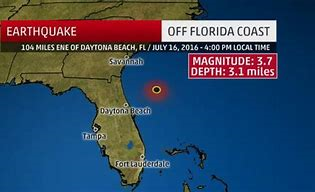 EARTHQUAKE
OFF FLORIDA COAST
104 MILES ENE OF DAYTONA BEACH, FL / JULY 16, 2016 - 4:00 PM LOCAL TIME
Savannah
MAGNITUDE: 3.7
DEPTH: 3.1 miles
Daytona Beach
Tampa
Fort Lauderdale